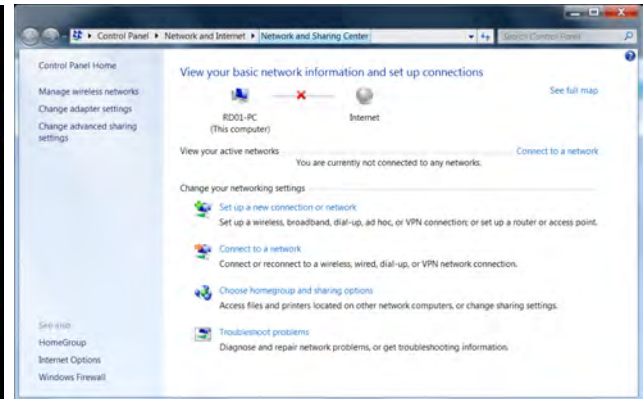 Control Panel ▸ Network and Internet ▸ Network and Sharing Center
Search Control Panel
Control Panel Home
Manage wireless networks
Change adapter settings
Change advanced sharing
settings
See also
HomeGroup
Internet Options
Windows Firewall
View your basic network information and set up connections
See full map
RD01-PC
(This computer)
Internet
View your active networks
Connect to a network
You are currently not connected to any networks.
Change your networking settings
Set up a new connection or network
Set up a wireless, broadband, dial-up, ad hoc, or VPN connection; or set up a router or access point.
Connect to a network
Connect or reconnect to a wireless, wired, dial-up, or VPN network connection.
Choose homegroup and sharing options
Access files and printers located on other network computers, or change sharing settings.
Troubleshoot problems
Diagnose and repair network problems, or get troubleshooting information.